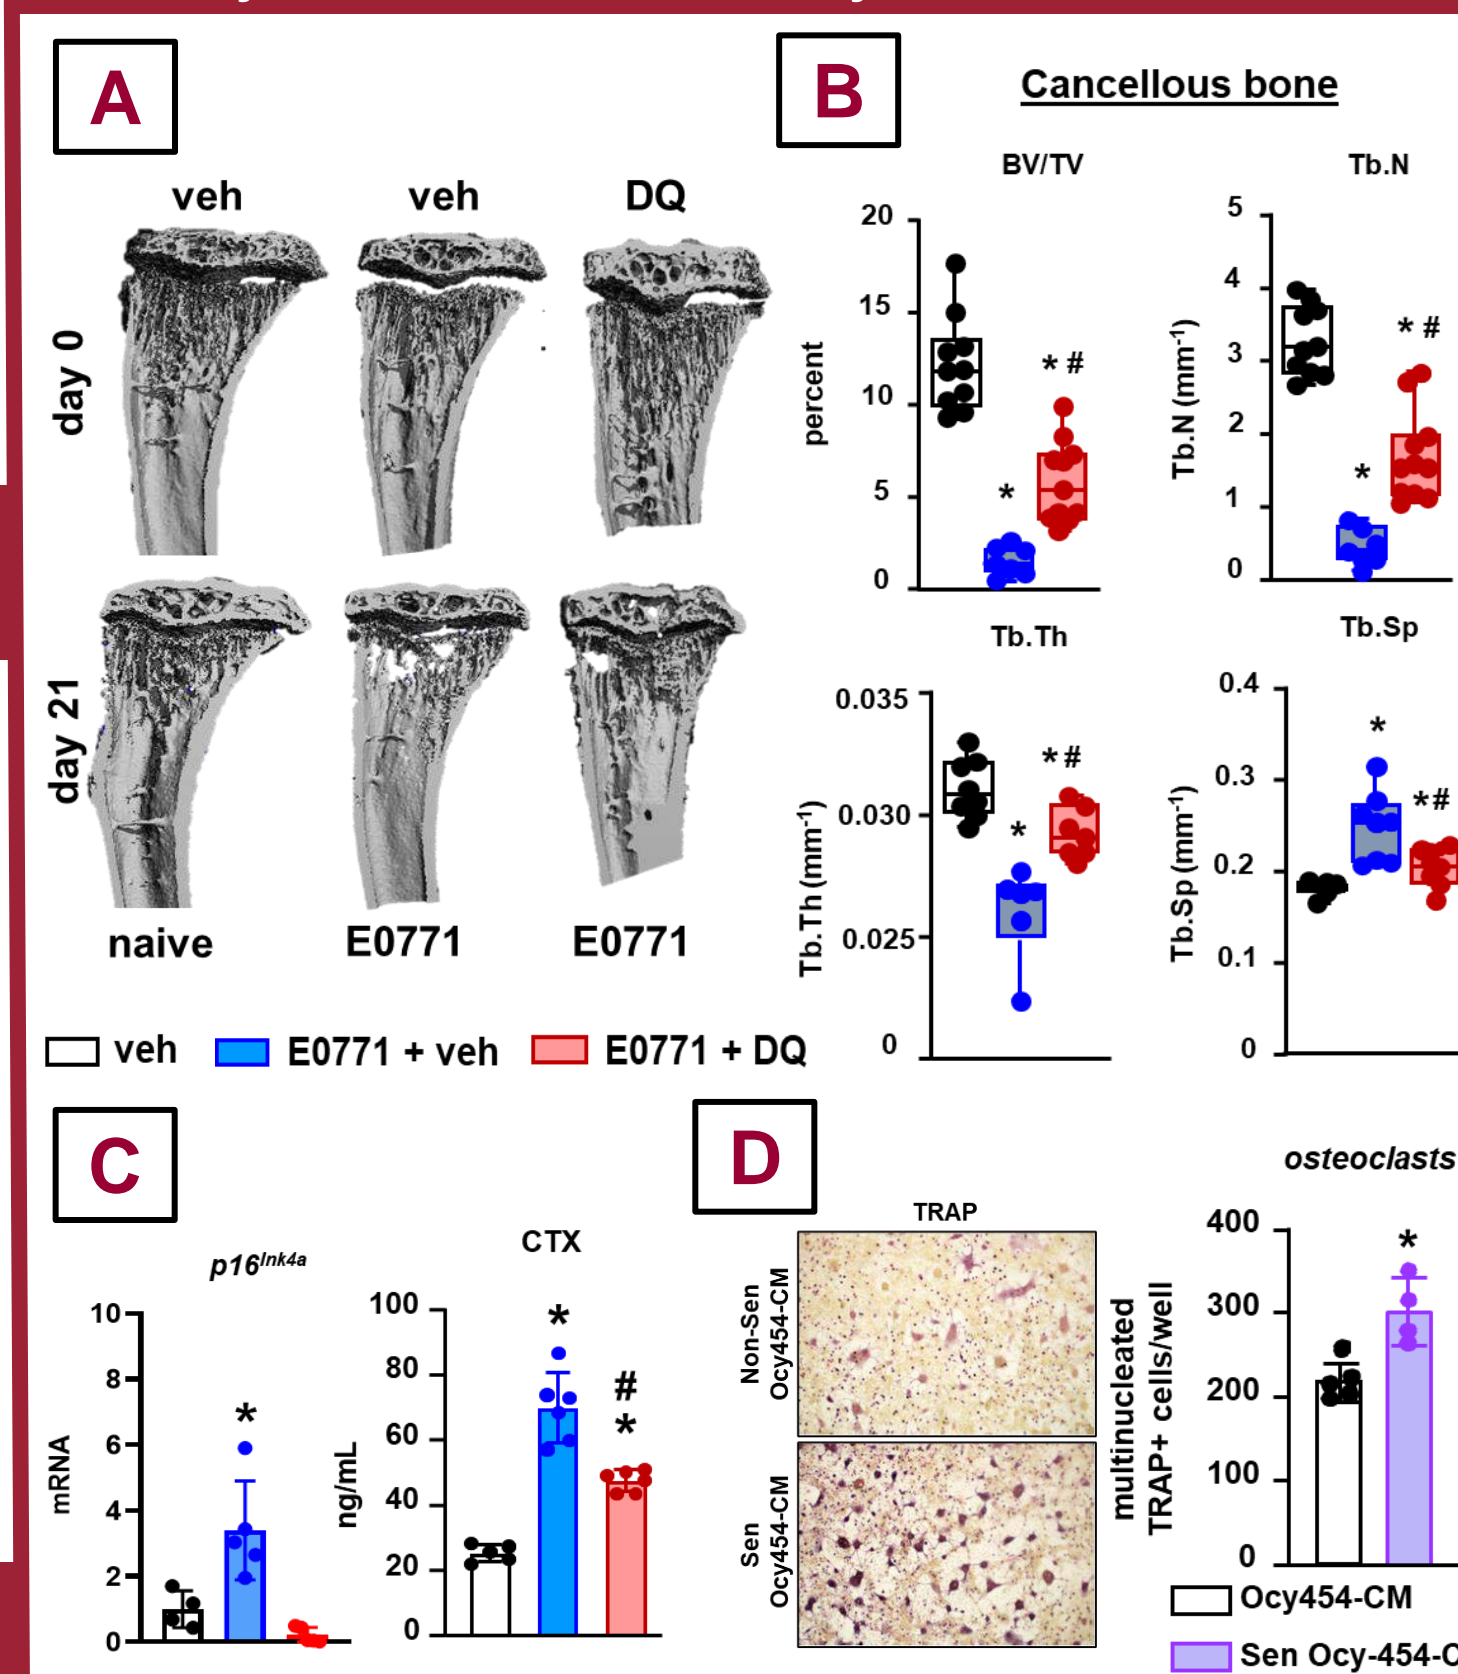 A
veh
veh
DQ
day 0
day 21
naive
E0771
E0771
veh
E0771 + veh
E0771 + DQ
B
Cancellous bone
BV/TV
percent
20
15
10
5
0
*
* #
Tb.N
Tb.N (mm-1)
5
4
3
2
1
0
*
* #
Tb.Th
Tb.Th (mm-1)
0.035
0.030
0.025
0
*
* #
Tb.Sp
Tb.Sp (mm-1)
0.4
0.3
0.2
0.1
0
*
*#
C
p16Ink4a
mRNA
10
8
6
4
2
0
*
CTX
ng/mL
100
80
60
40
20
0
*
#
*
D
TRAP
Non-Sen
Ocy454-CM
Sen
Ocy454-CM
osteoclasts
multinucleated
TRAP+ cells/well
400
300
200
100
0
*
Ocy454-CM
Sen Ocy-454-C